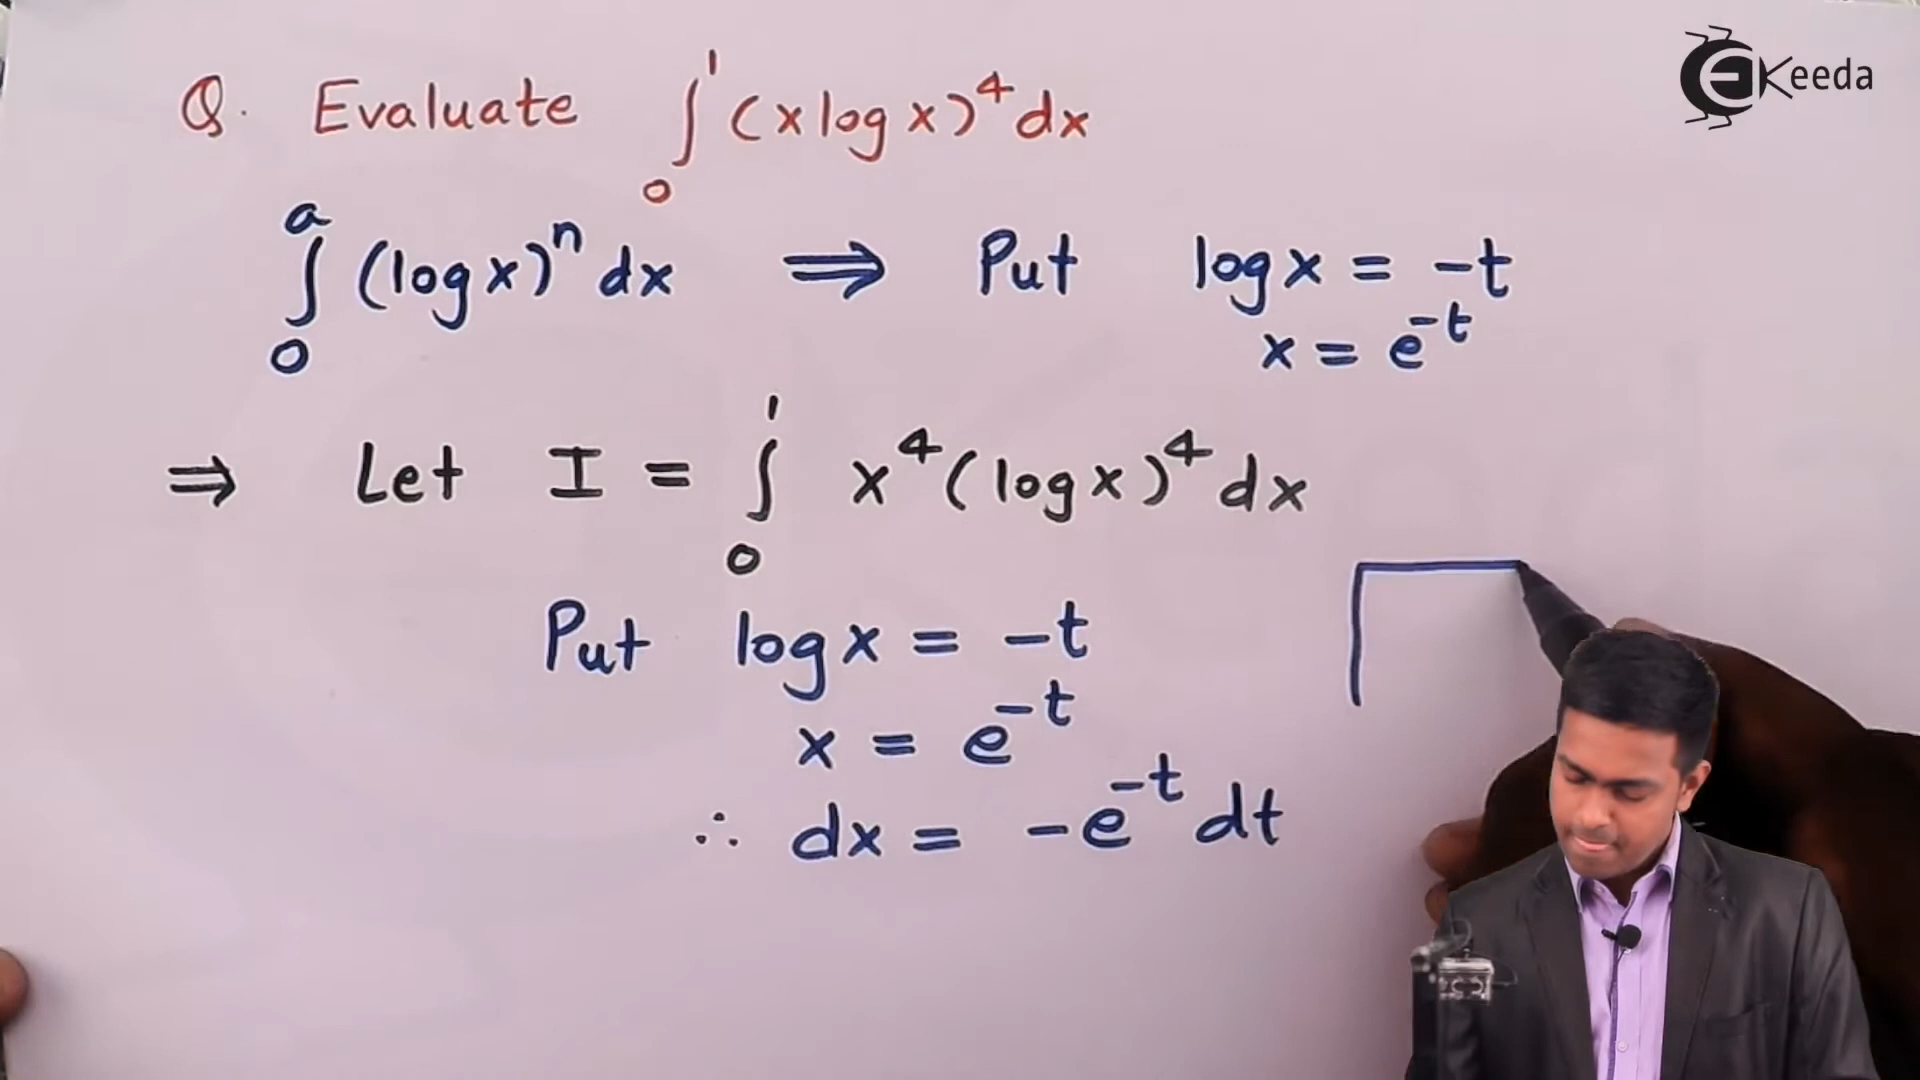 EKeeda
Q. Evaluate ∫₀¹ (x log x)⁴ dx
∫₀ᵃ (log x)ⁿ dx ⟹ Put log x = -t
x = e⁻ᵗ
⇒ Let I = ∫₀¹ x⁴ (log x)⁴ dx
Put log x = -t
x = e⁻ᵗ
∴ dx = -e⁻ᵗ dt